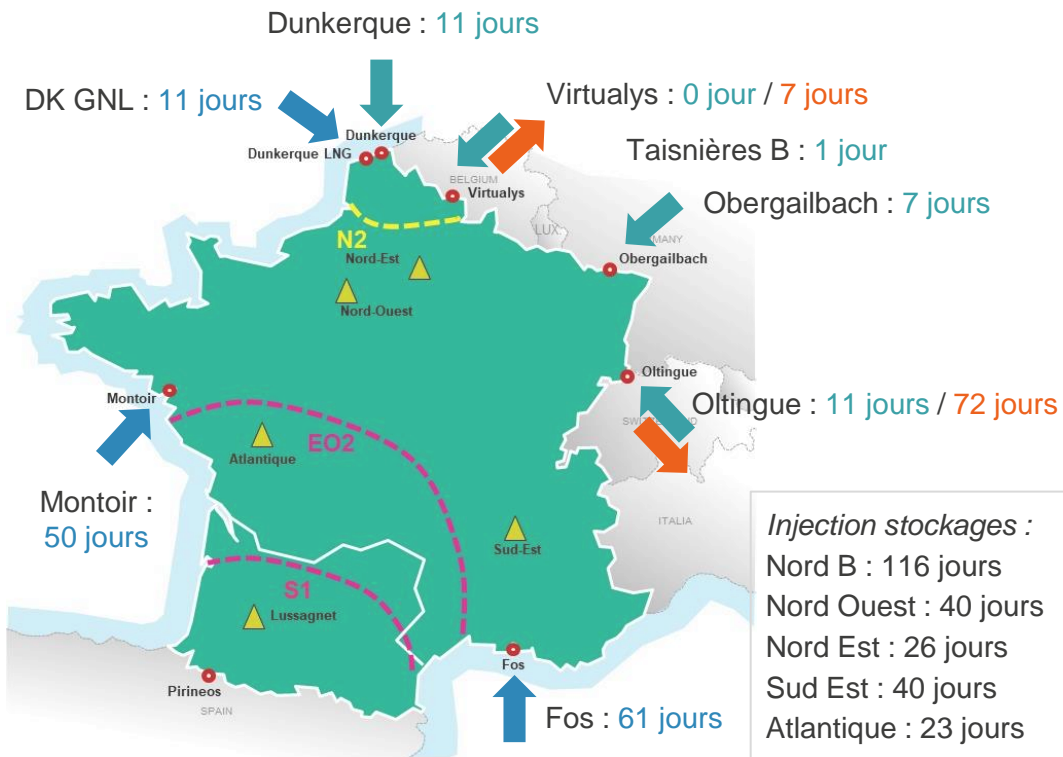 Dunkerque : 11 jours
DK GNL : 11 jours
Virtualys : 0 jour / 7 jours
Dunkerque
Dunkerque LNG
Taisnières B : 1 jour
BELGIUM
Virtualys
Obergailbach : 7 jours
LUX.
MANY
N2
Nord-Est
Obergailbach
Nord-Ouest
Oltingue
Montoir
Oltingue : 11 jours / 72 jours
EO2
Atlantique
Montoir :
50 jours
ITALIA
Sud-Est
Injection stockages :
Nord B : 116 jours
Nord Ouest : 40 jours
Nord Est : 26 jours
Sud Est : 40 jours
Atlantique : 23 jours
S1
Lussagnet
Fos
Pirineos
SPAIN
Fos : 61 jours